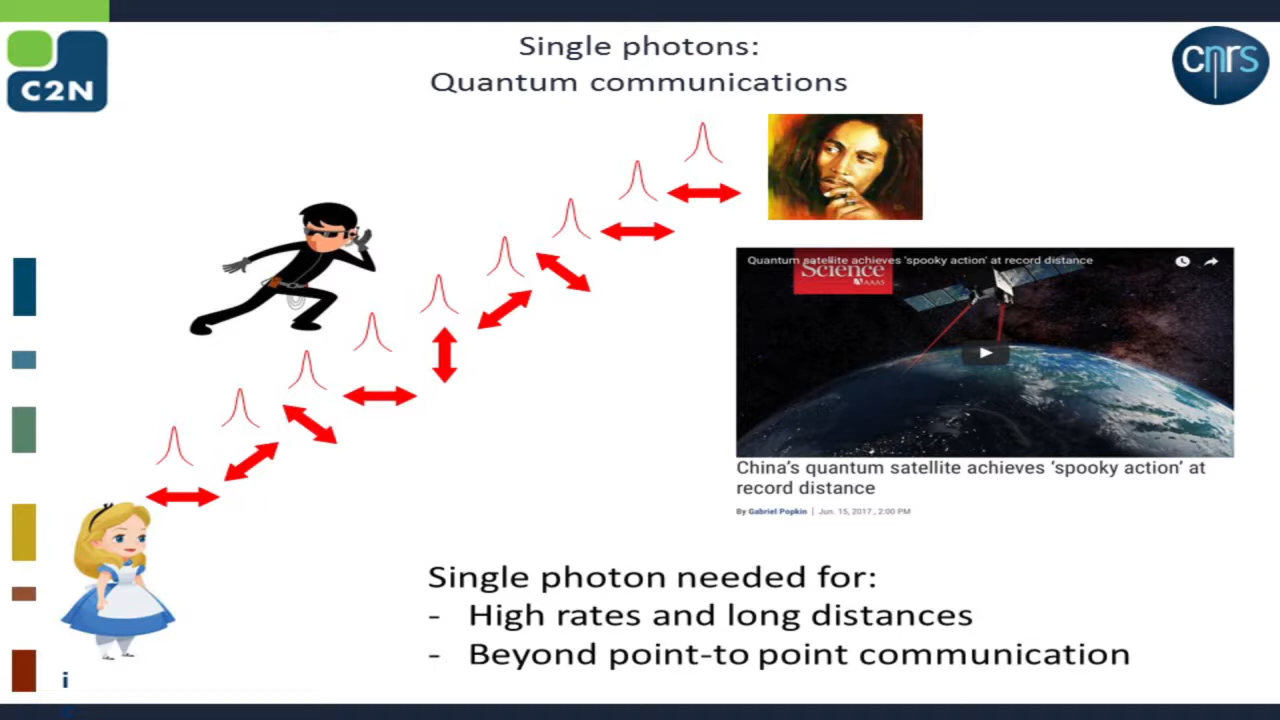 Single photons:
Quantum communications
C2N
cnrs
Quantum satellite achieves 'spooky action' at record distance
Science
AAAS
China's quantum satellite achieves 'spooky action' at
record distance
By Gabriel Popkin | Jun. 15, 2017 , 2:00 PM
Single photon needed for:
- High rates and long distances
- Beyond point-to point communication
i